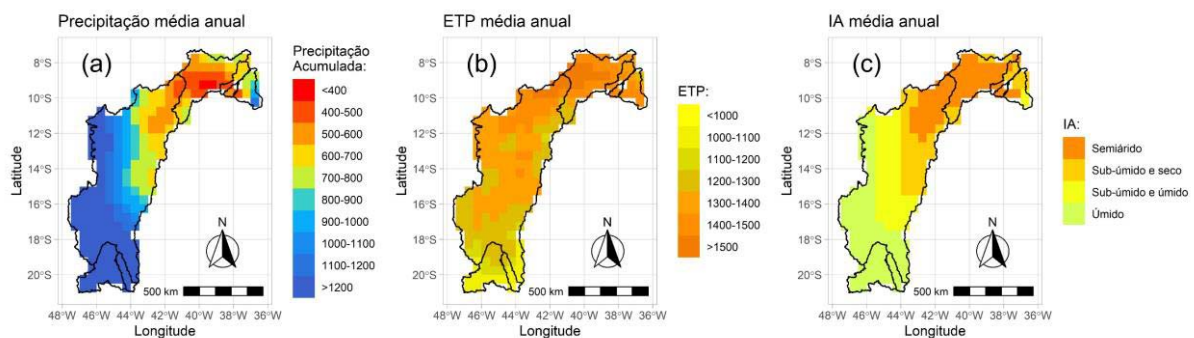 Precipitação média anual
(a)
8°S
10°S
12°S
14°S
16°S
18°S
20°S
Latitude
N
500 km
48°W 46°W 44°W 42°W 40°W 38°W 36°W
Longitude
Precipitação
Acumulada:
<400
400-500
500-600
600-700
700-800
800-900
900-1000
1000-1100
1100-1200
>1200
ETP média anual
(b)
8°S
10°S
12°S
14°S
16°S
18°S
20°S
Latitude
N
500 km
48°W 46°W 44°W 42°W 40°W 38°W 36°W
Longitude
ETP:
<1000
1000-1100
1100-1200
1200-1300
1300-1400
1400-1500
>1500
IA média anual
(c)
8°S
10°S
12°S
14°S
16°S
18°S
20°S
Latitude
N
500 km
48°W 46°W 44°W 42°W 40°W 38°W 36°W
Longitude
IA:
Semiárido
Sub-úmido e seco
Sub-úmido e úmido
Úmido